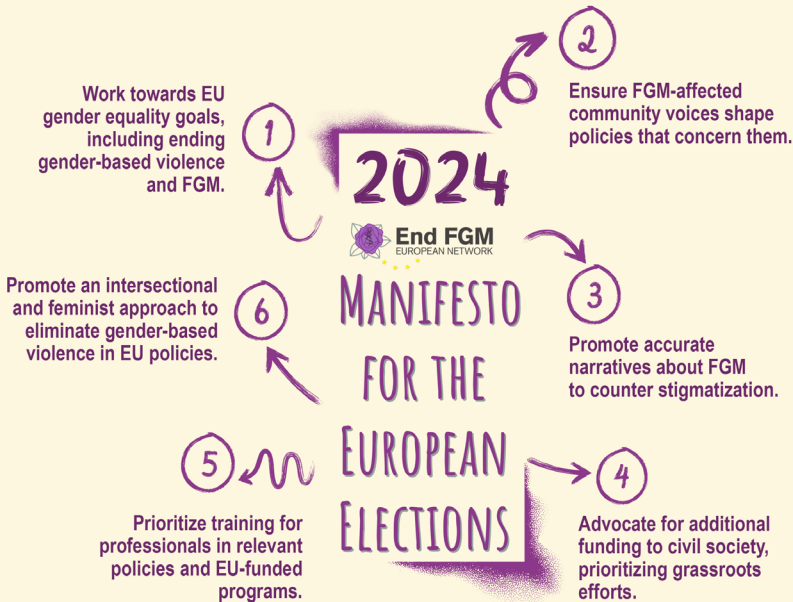 2024
End FGM
EUROPEAN NETWORK
MANIFESTO
FOR THE
EUROPEAN
ELECTIONS
1
Work towards EU
gender equality goals,
including ending
gender-based violence
and FGM.
2
Ensure FGM-affected
community voices shape
policies that concern them.
3
Promote accurate
narratives about FGM
to counter stigmatization.
4
Advocate for additional
funding to civil society,
prioritizing grassroots
efforts.
5
Prioritize training for
professionals in relevant
policies and EU-funded
programs.
6
Promote an intersectional
and feminist approach to
eliminate gender-based
violence in EU policies.